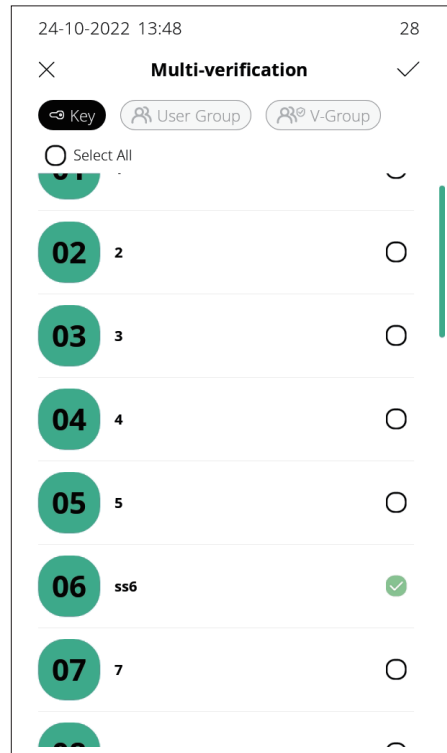 24-10-2022 13:48 28
Multi-verification
Key User Group V-Group
Select All
02 2
03 3
04 4
05 5
06 ss6
07 7